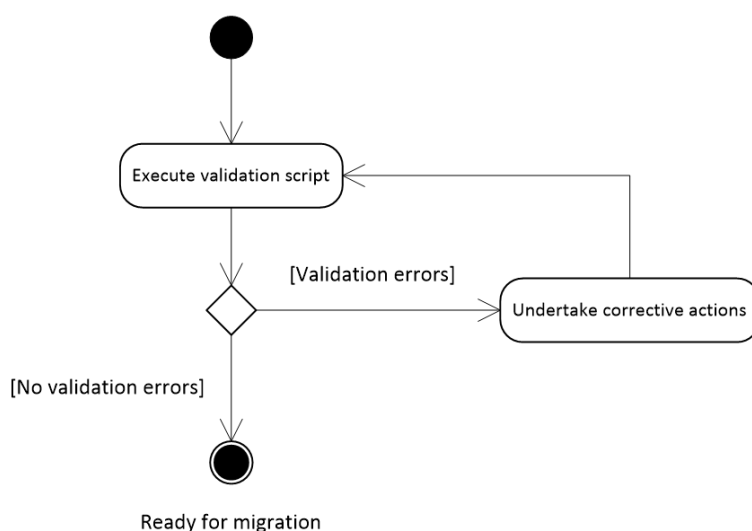 Execute validation script
[Validation errors]
Undertake corrective actions
[No validation errors]
Ready for migration